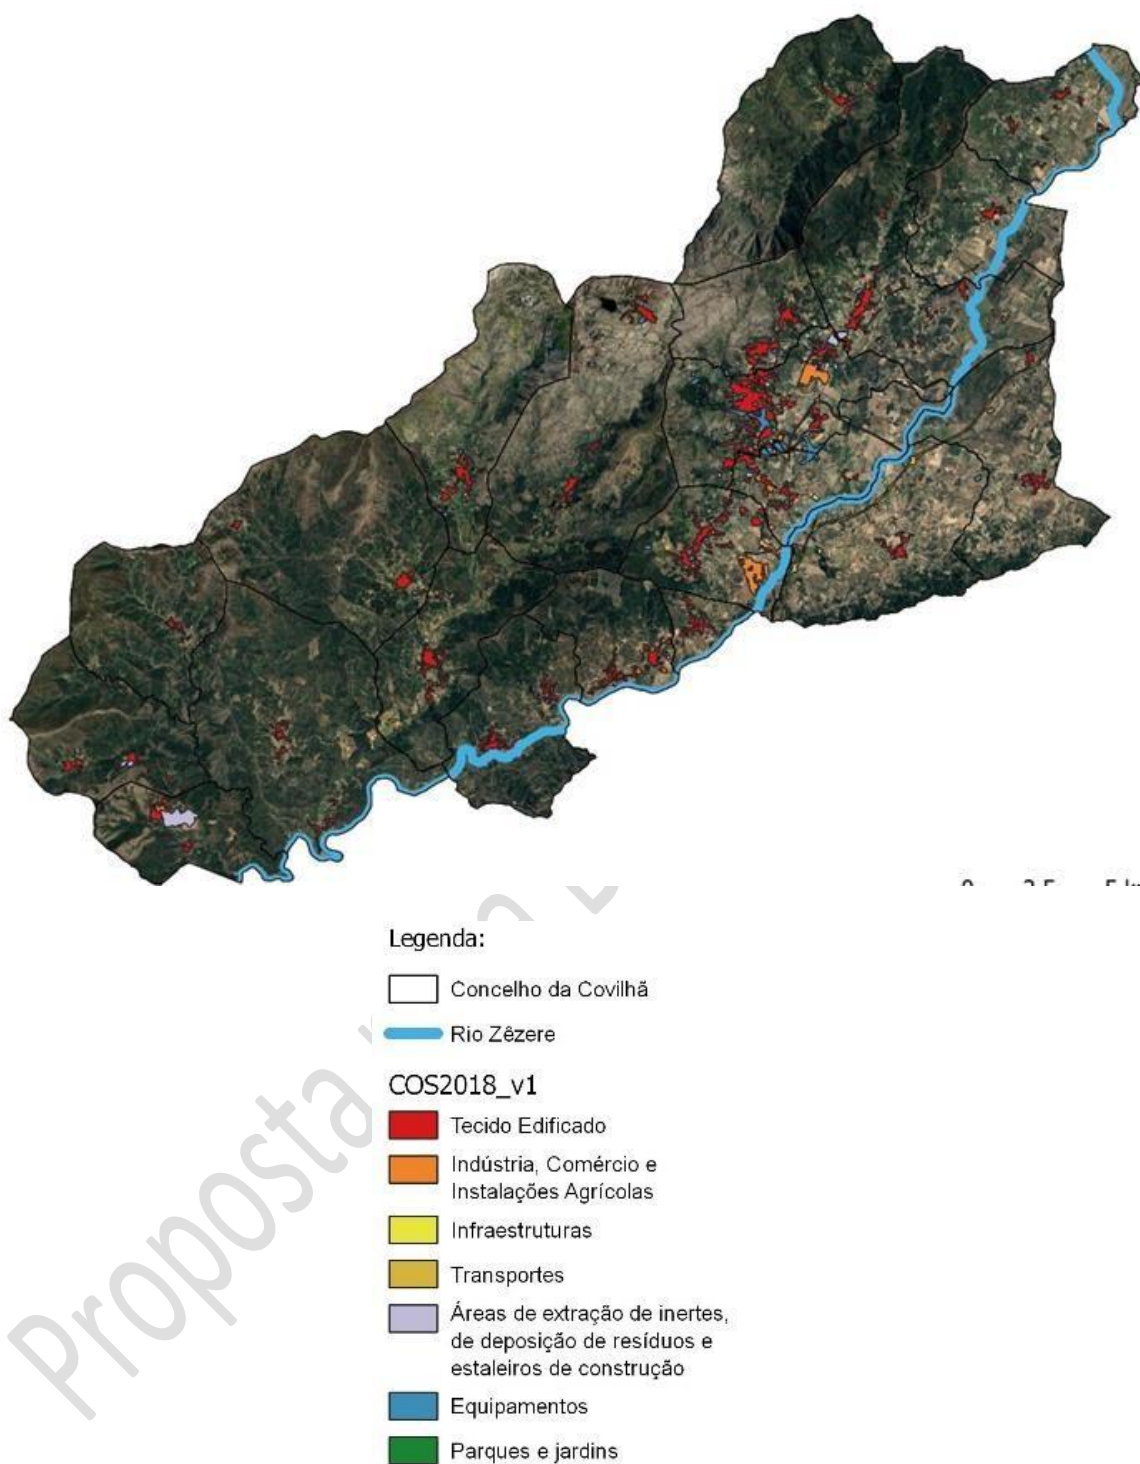 Legenda:
Concelho da Covilhã
Rio Zêzere
COS2018_v1
Tecido Edificado
Indústria, Comércio e
Instalações Agrícolas
Infraestruturas
Transportes
Áreas de extração de inertes,
de deposição de resíduos e
estaleiros de construção
Equipamentos
Parques e jardins
Proposta